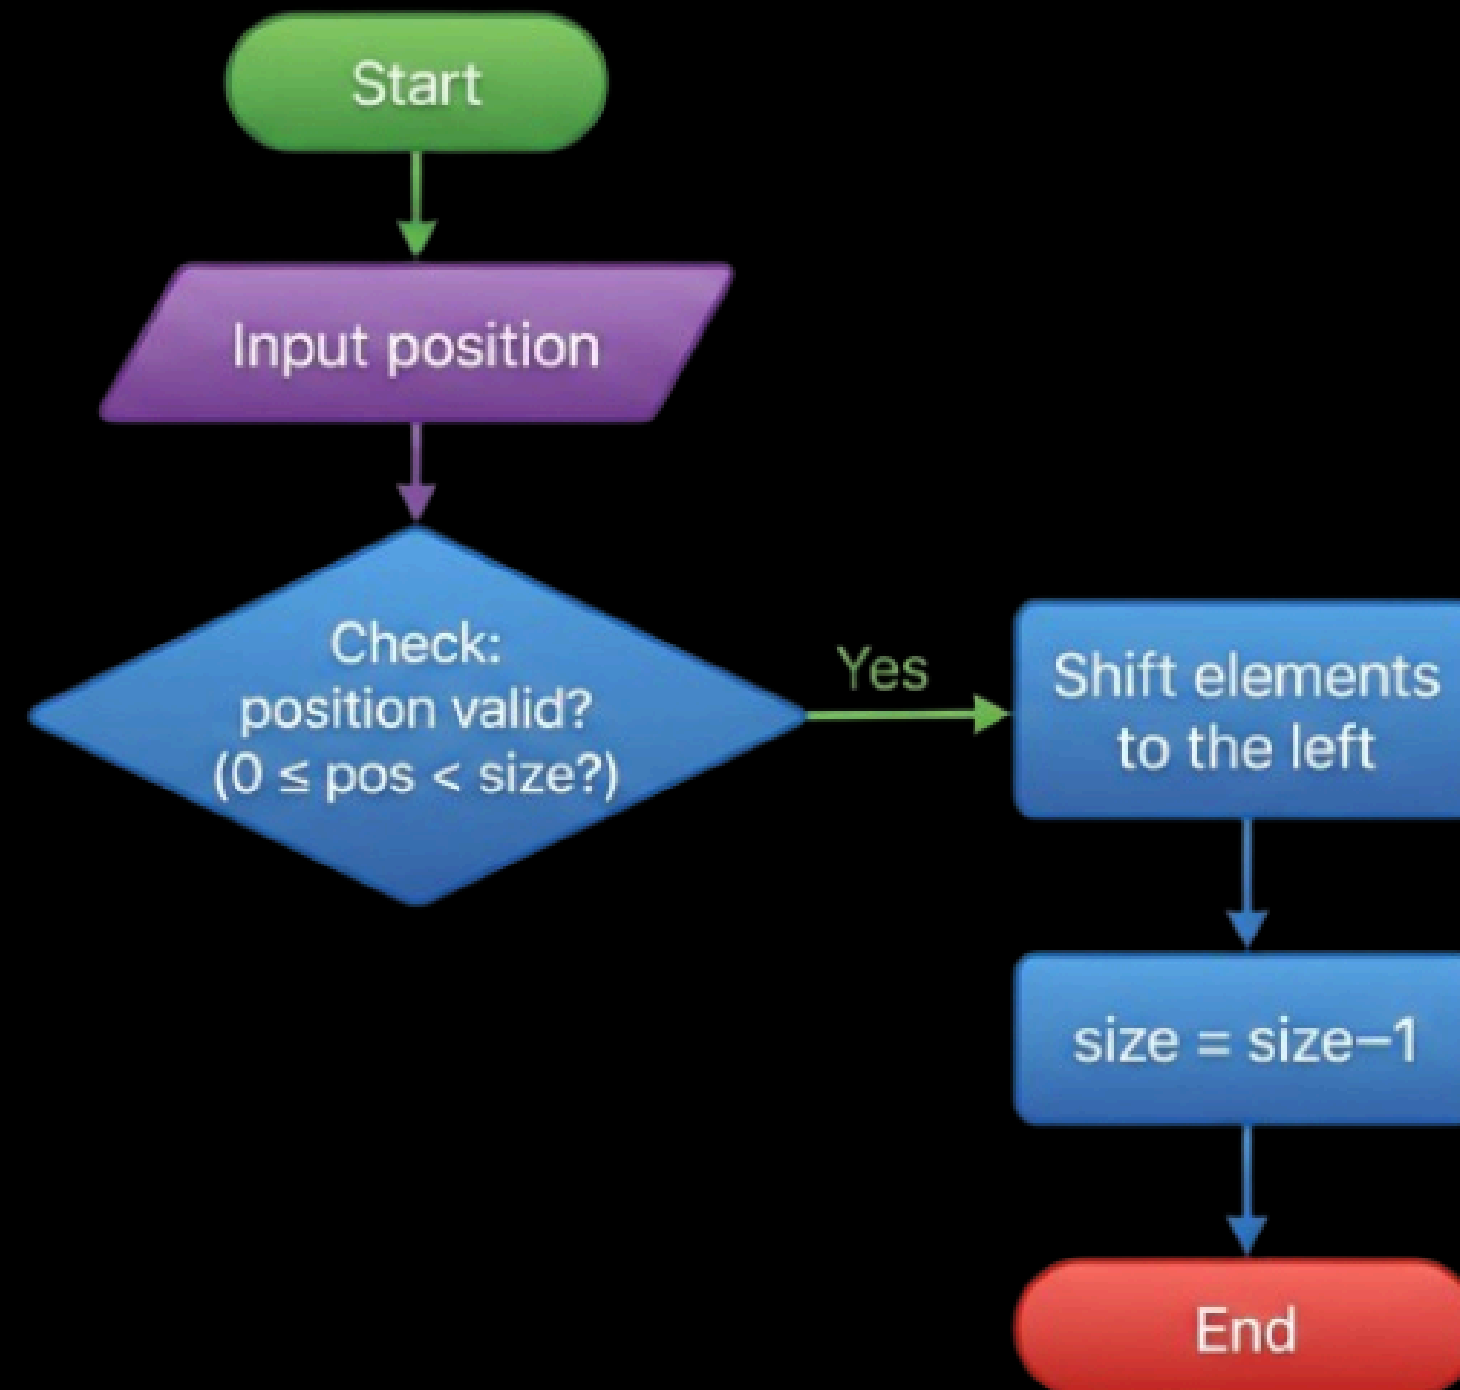 Start
Input position
Check:
position valid?
(0 ≤ pos < size?)
Yes
Shift elements
to the left
size = size−1
End